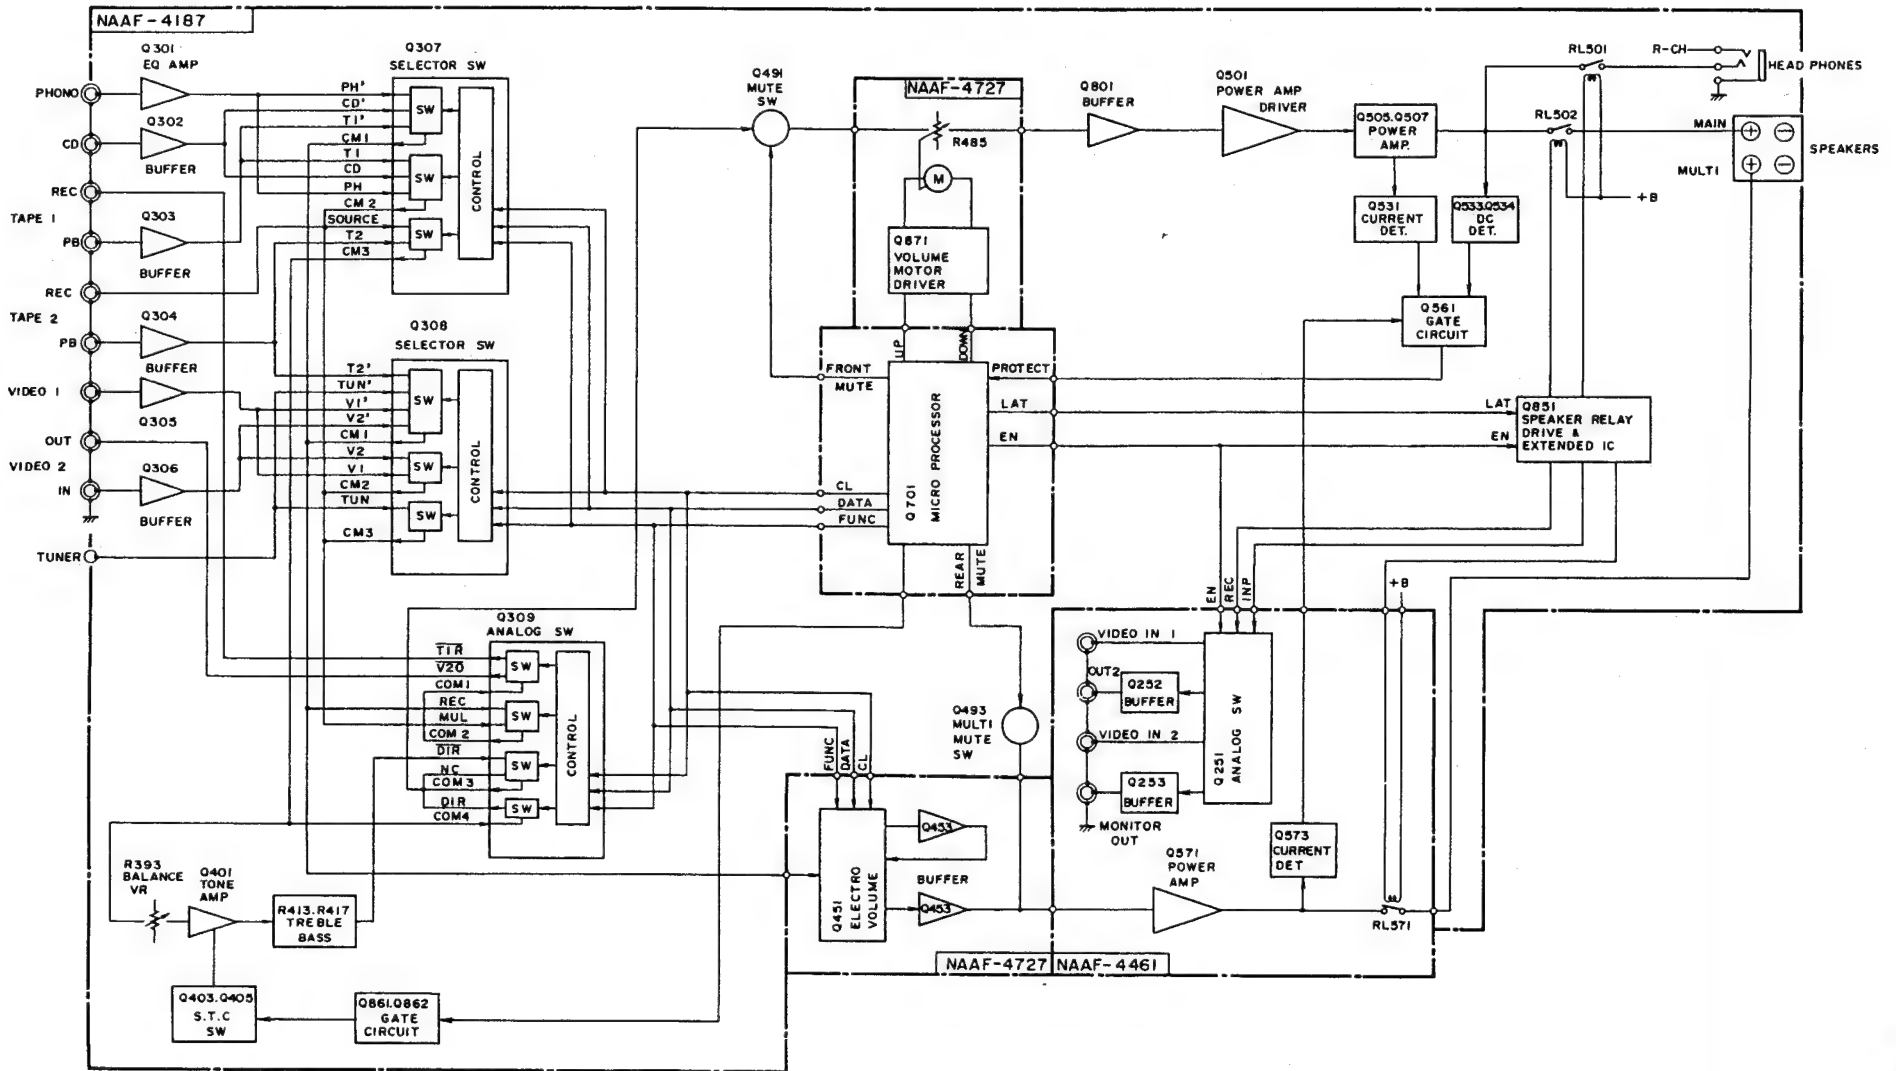 NAAF-4187
Q301
EQ AMP
PHONO
Q302
CD
BUFFER
REC
TAPE 1
Q303
PB
BUFFER
REC
TAPE 2
Q304
PB
BUFFER
VIDEO 1
Q305
OUT
VIDEO 2
Q306
IN
BUFFER
TUNER
Q307
SELECTOR SW
PH'
CD'
T1'
CM1
T1
CD
PH
CM2
SOURCE
T2
CM3
SW
SW
SW
CONTROL
Q308
SELECTOR SW
T2'
TUN'
V1'
V2'
CM1
V2
V1
CM2
TUN
CM3
SW
SW
SW
CONTROL
Q309
ANALOG SW
T1R
V2O
COM1
REC
MUL
COM2
DIR
NC
COM3
DIR
COM4
SW
SW
SW
SW
CONTROL
R393
BALANCE
VR
Q401
TONE
AMP
R413.R417
TREBLE
BASS
Q403.Q405
S.T.C
SW
Q861.Q862
GATE
CIRCUIT
Q491
MUTE
SW
NAAF-4727
R485
M
Q871
VOLUME
MOTOR
DRIVER
UP
DOWN
FRONT
MUTE
PROTECT
LAT
EN
CL
DATA
FUNC
Q701
MICRO PROCESSOR
REAR
MUTE
Q801
BUFFER
Q501
POWER AMP
DRIVER
Q505.Q507
POWER
AMP.
Q531
CURRENT
DET.
Q533.Q534
DC
DET.
Q561
GATE
CIRCUIT
RL501
R-CH
HEAD PHONES
RL502
MAIN
MULTI
SPEAKERS
+B
LAT
EN
Q851
SPEAKER RELAY
DRIVE &
EXTENDED IC
Q493
MULTI
MUTE
SW
FUNC
DATA
CL
Q451
ELECTRO
VOLUME
Q453
BUFFER
Q453
NAAF-4727
NAAF-4461
EN
REC
INP
+B
VIDEO IN 1
OUT2
Q252
BUFFER
VIDEO IN 2
Q253
BUFFER
MONITOR
OUT
Q251
ANALOG SW
Q571
POWER
AMP
Q573
CURRENT
DET
RL571